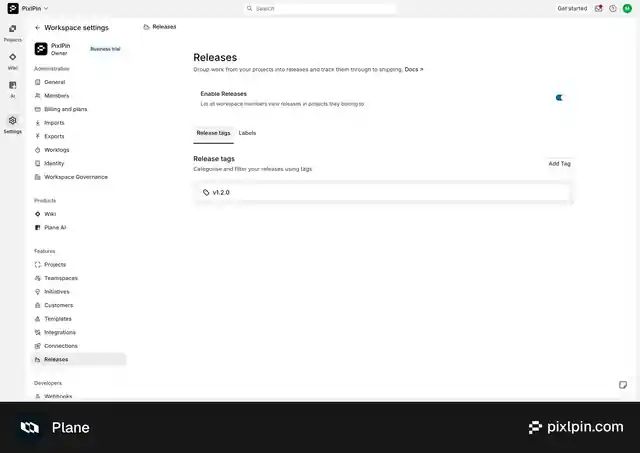 PixlPin
Search
Get started
M
Projects
Wiki
AI
Settings
Workspace settings
PixlPin
Owner
Business trial
Administration
General
Members
Billing and plans
Imports
Exports
Worklogs
Identity
Workspace Governance
Products
Wiki
Plane AI
Features
Projects
Teamspaces
Initiatives
Customers
Templates
Integrations
Connections
Releases
Developers
Webhooks
Releases
Releases
Group work from your projects into releases and track them through to shipping. Docs
Enable Releases
Let all workspace members view releases in projects they belong to
Release tags Labels
Release tags
Categorise and filter your releases using tags
Add Tag
v1.2.0
Plane
pixlpin.com